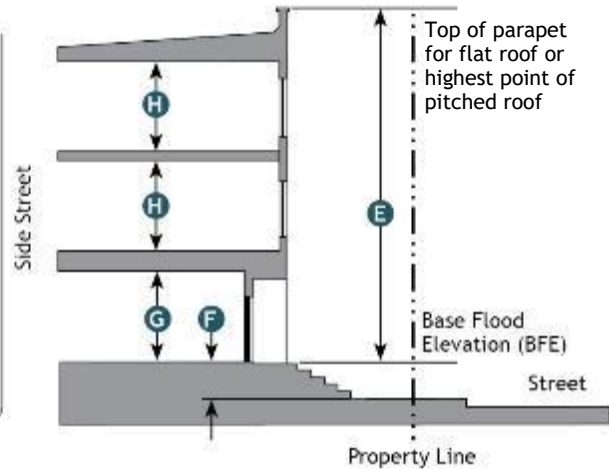 Top of parapet
for flat roof or
highest point of
pitched roof
H
Side Street
H
E
G
F
Base Flood
Elevation (BFE)
Street
Property Line